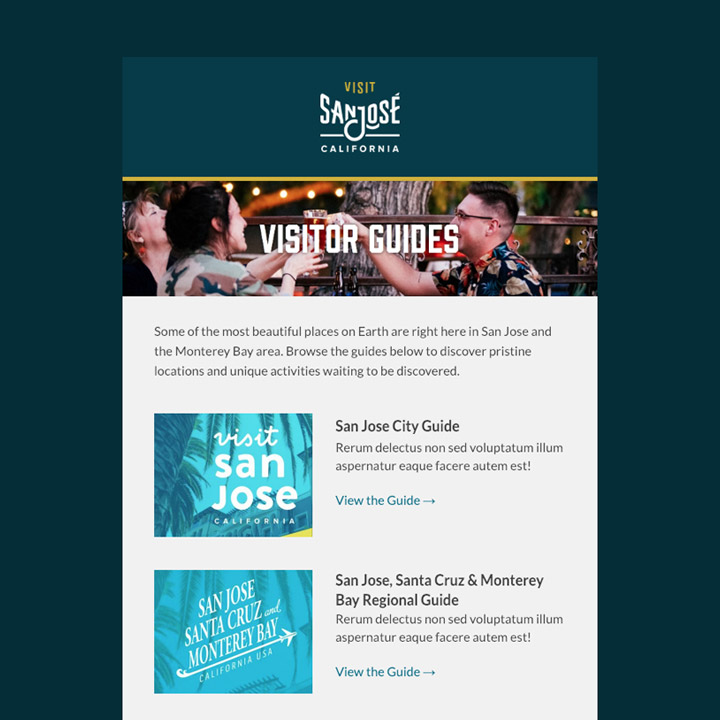 VISIT
SAN JOSÉ
CALIFORNIA
VISITOR GUIDES
Some of the most beautiful places on Earth are right here in San Jose and
the Monterey Bay area. Browse the guides below to discover pristine
locations and unique activities waiting to be discovered.
visit
san
jose
CALIFORNIA
San Jose City Guide
Rerum delectus non sed voluptatum illum
aspernatur eaque facere autem est!
View the Guide →
SAN JOSE
SANTA CRUZ and
MONTEREY BAY
CALIFORNIA USA
San Jose, Santa Cruz & Monterey
Bay Regional Guide
Rerum delectus non sed voluptatum illum
aspernatur eaque facere autem est!
View the Guide →